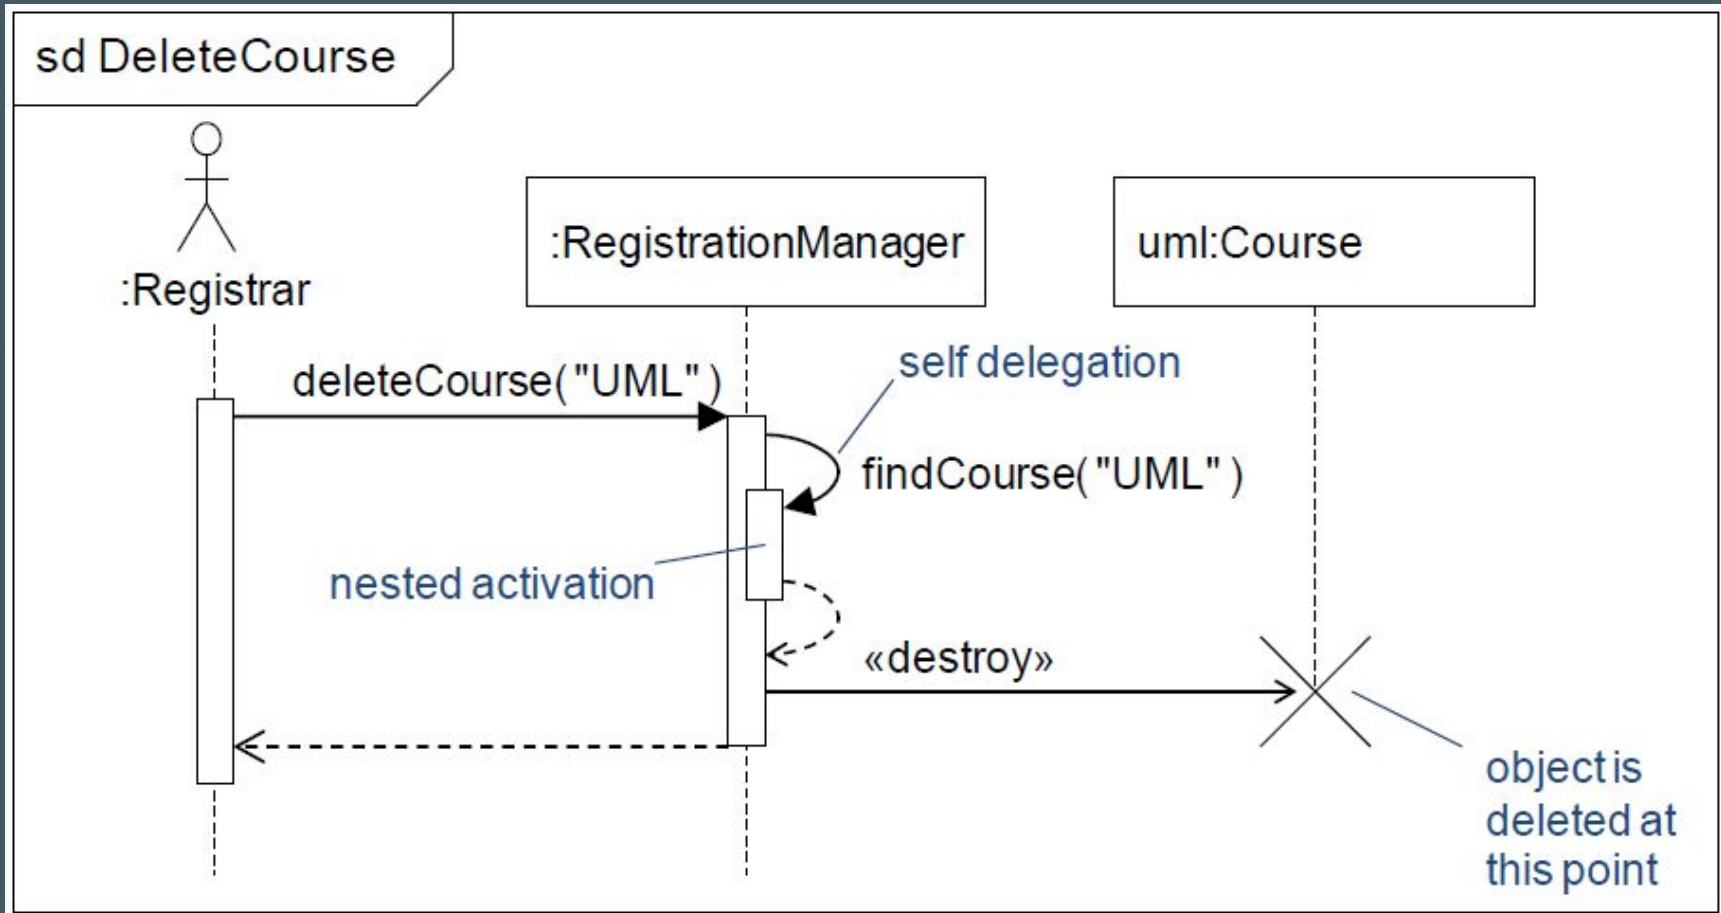 sd DeleteCourse
:Registrar
:RegistrationManager
uml:Course
deleteCourse( "UML" )
self delegation
findCourse( "UML" )
nested activation
«destroy»
object is
deleted at
this point